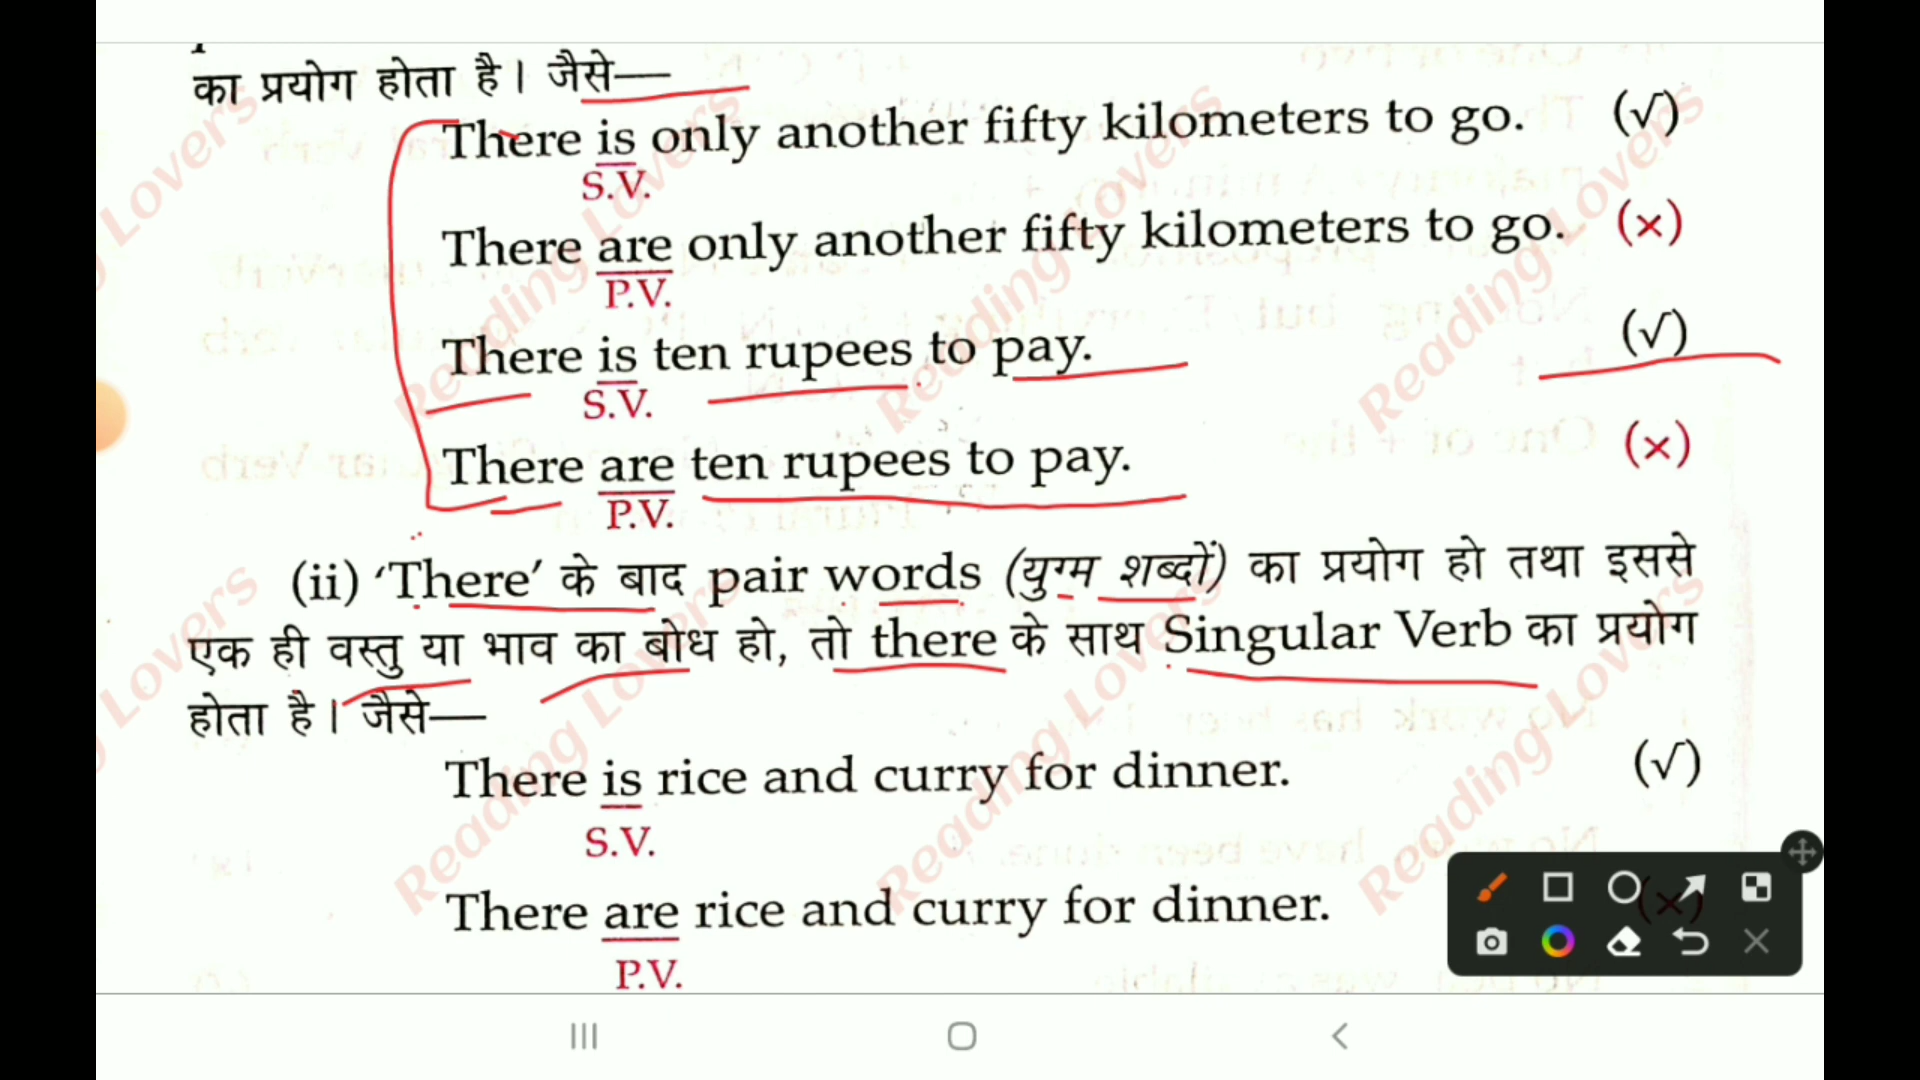 का प्रयोग होता है। जैसे—
There is only another fifty kilometers to go. (√)
S.V.
There are only another fifty kilometers to go. (×)
P.V.
There is ten rupees to pay. (√)
S.V.
There are ten rupees to pay. (×)
P.V.
(ii) ‘There’ के बाद pair words (युग्म शब्दों) का प्रयोग हो तथा इससे
एक ही वस्तु या भाव का बोध हो, तो there के साथ Singular Verb का प्रयोग
होता है। जैसे—
There is rice and curry for dinner. (√)
S.V.
There are rice and curry for dinner. (×)
P.V.
Reading Lovers